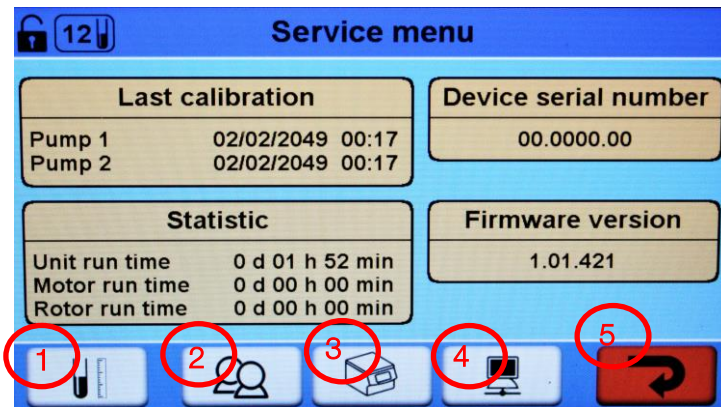 12
Service menu
Last calibration
Pump 1 02/02/2049 00:17
Pump 2 02/02/2049 00:17
Device serial number
00.0000.00
Statistic
Unit run time 0 d 01 h 52 min
Motor run time 0 d 00 h 00 min
Rotor run time 0 d 00 h 00 min
Firmware version
1.01.421
1
2
3
4
5